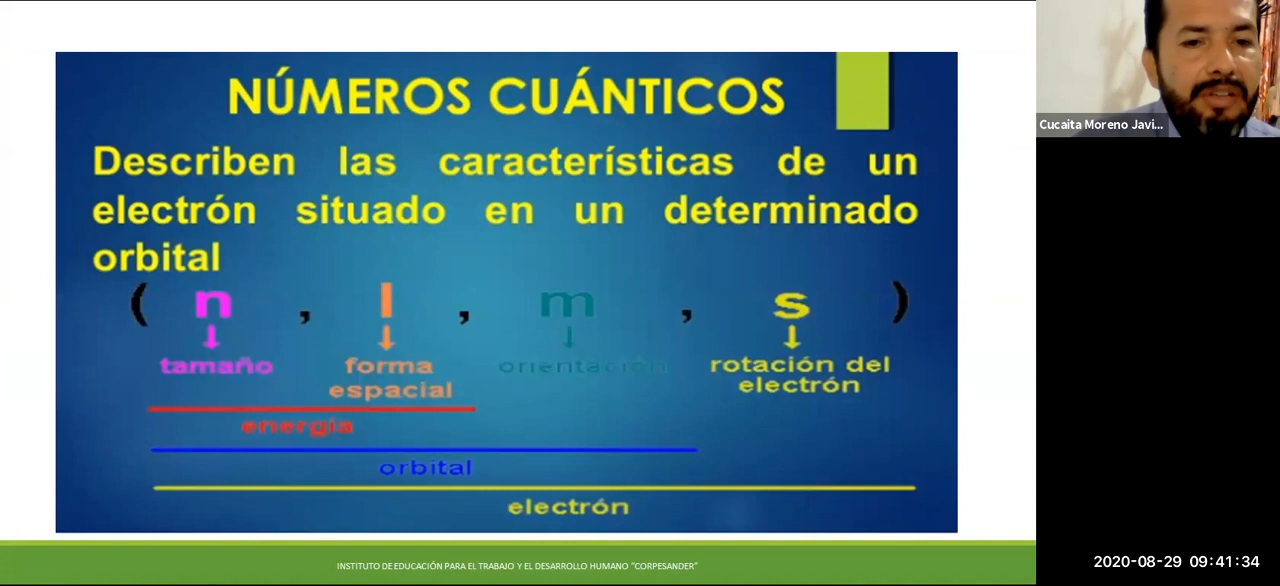 NÚMEROS CUÁNTICOS
Describen las características de un
electrón situado en un determinado
orbital
( n , l , m , s )
tamaño forma espacial orientación rotación del electrón
energía
orbital
electrón
INSTITUTO DE EDUCACIÓN PARA EL TRABAJO Y EL DESARROLLO HUMANO "CORPESANDER"
Cucaita Moreno Javi...
2020-08-29 09:41:34